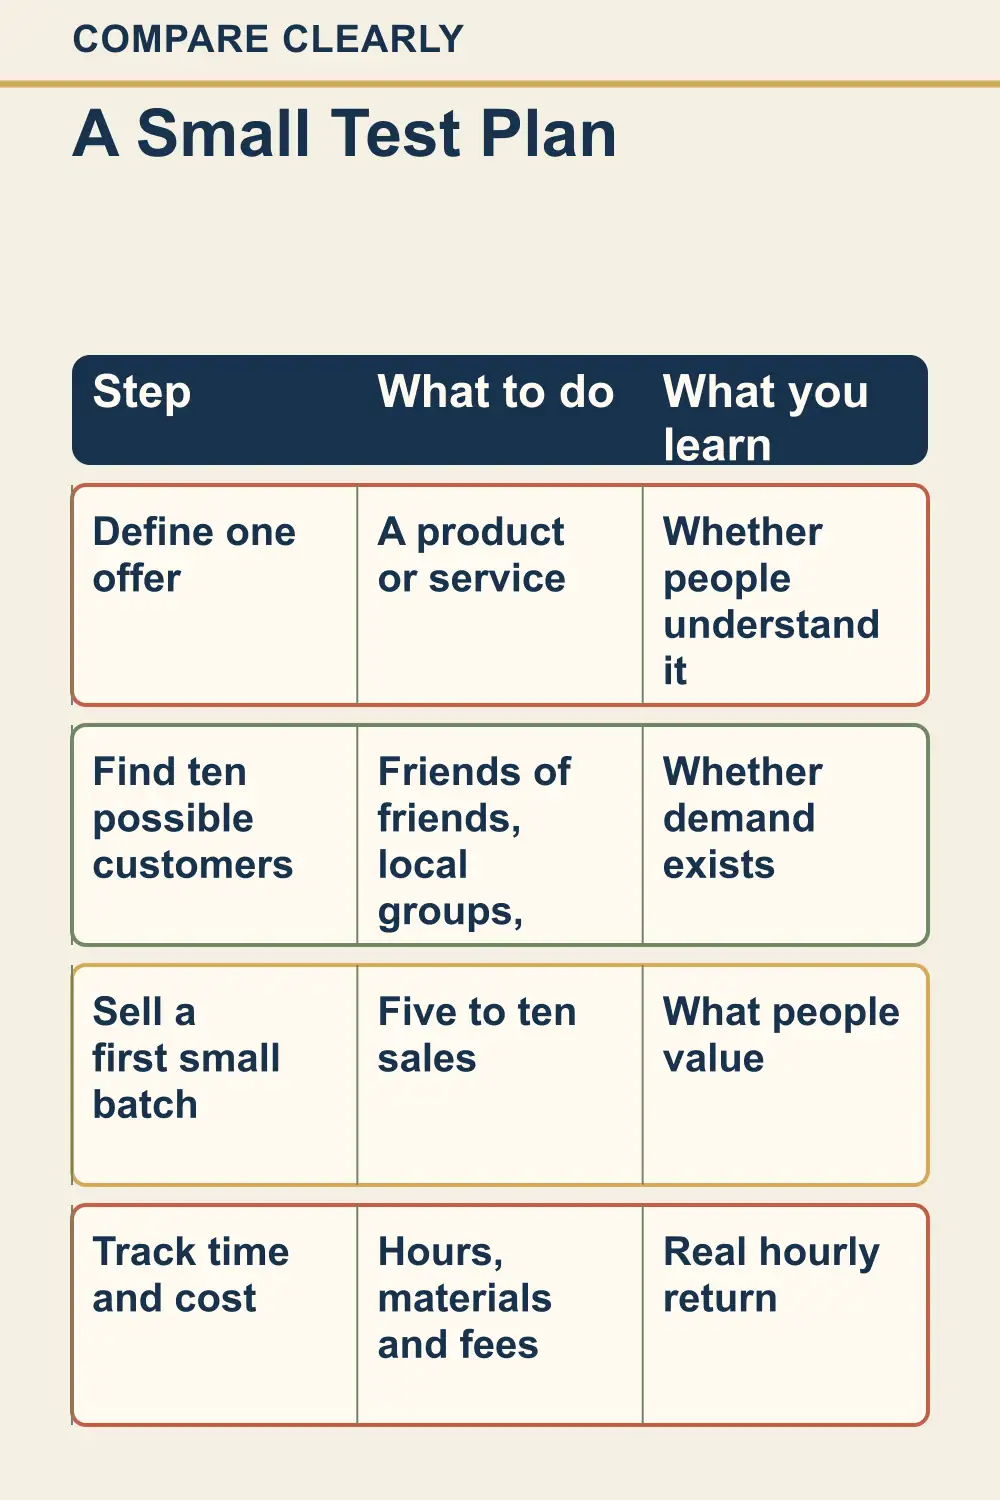 COMPARE CLEARLY
A Small Test Plan
Step
What to do
What you
learn
Define one
offer
A product
or service
Whether
people
understand
it
Find ten
possible
customers
Friends of
friends,
local
groups,
Whether
demand
exists
Sell a
first small
batch
Five to ten
sales
What people
value
Track time
and cost
Hours,
materials
and fees
Real hourly
return